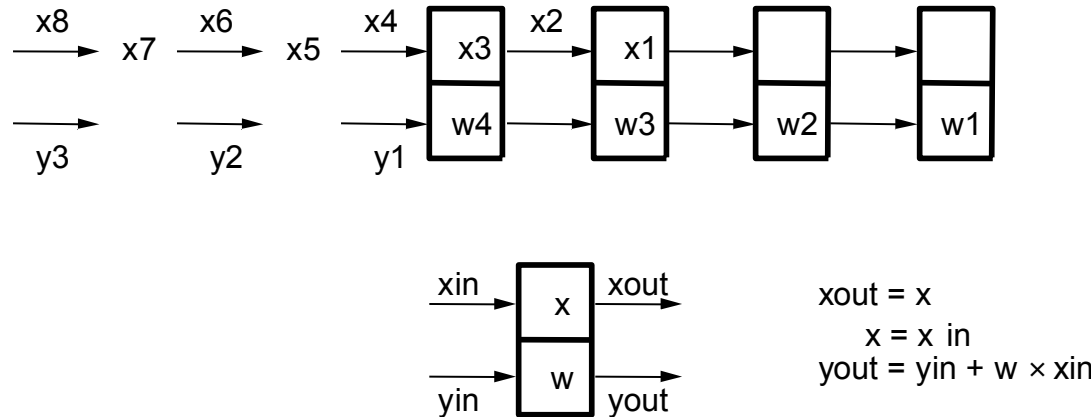 x8 x7 x6 x5 x4 x3 x2 x1
w4 w3 w2 w1
y3 y2 y1
xin x xout
yin w yout
xout = x
x = x in
yout = yin + w × xin